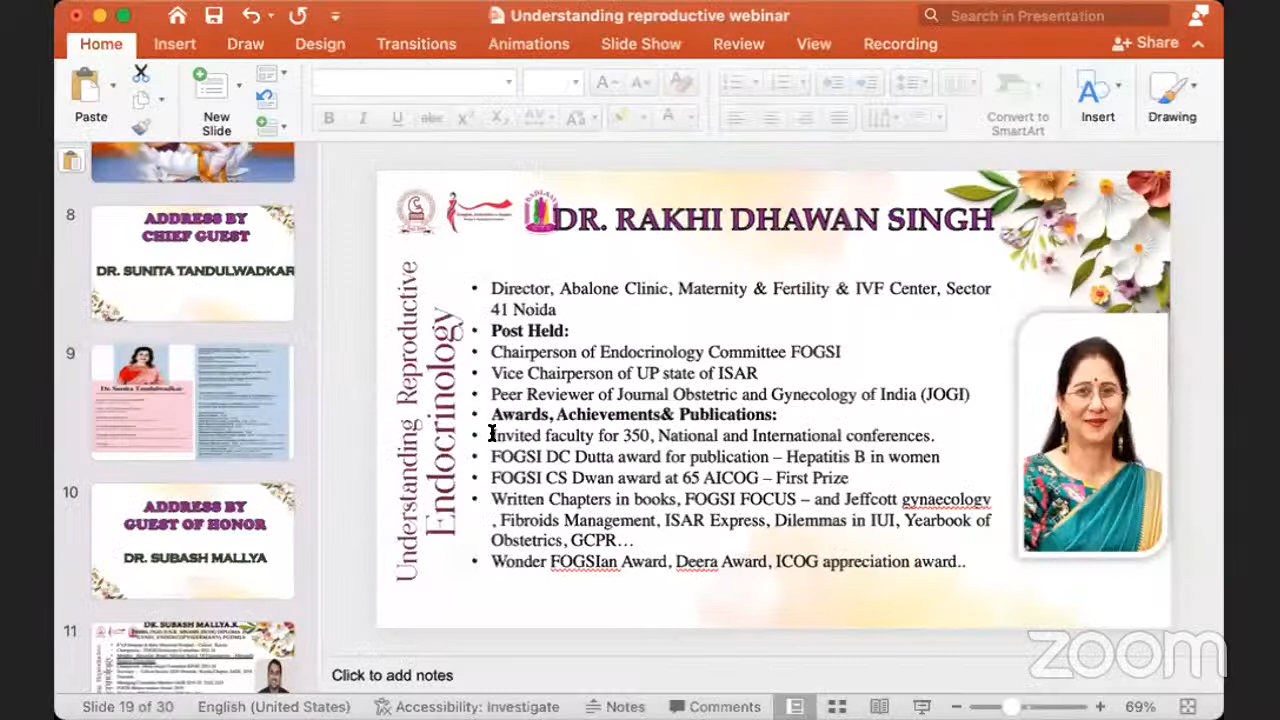 Understanding reproductive webinar
Search in Presentation
Home Insert Draw Design Transitions Animations Slide Show Review View Recording Share
Paste
New
Slide
Convert to
SmartArt
Insert
Drawing
8
ADDRESS BY
CHIEF GUEST
DR. SUNITA TANDULWADKAR
9
Dr. Sunita Tandulwadkar
10
ADDRESS BY
GUEST OF HONOR
DR. SUBASH MALLYA
11
DR. SUBASH MALLYA.K
Understanding Reproductive
Endocrinology
DR. RAKHI DHAWAN SINGH
• Director, Abalone Clinic, Maternity & Fertility & IVF Center, Sector
41 Noida
• Post Held:
• Chairperson of Endocrinology Committee FOGSI
• Vice Chairperson of UP state of ISAR
• Peer Reviewer of Journal Obstetric and Gynecology of India (JOGI)
• Awards, Achievements& Publications:
• Invited faculty for 350+ National and International conferences.
• FOGSI DC Dutta award for publication – Hepatitis B in women
• FOGSI CS Dwan award at 65 AICOG – First Prize
• Written Chapters in books, FOGSI FOCUS – and Jeffcott gynaecology
, Fibroids Management, ISAR Express, Dilemmas in IUI, Yearbook of
Obstetrics, GCPR…
• Wonder FOGSIan Award, Deera Award, ICOG appreciation award..
zoom
Click to add notes
Slide 19 of 30 English (United States) Accessibility: Investigate Notes Comments 69%